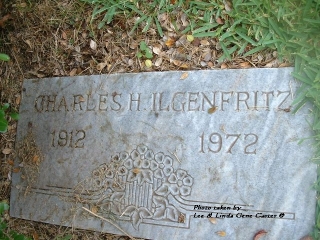 CHARLES H. ILGENFRITZ
1912 1972
Photo taken by
Lee & Linda Gene Carter ©